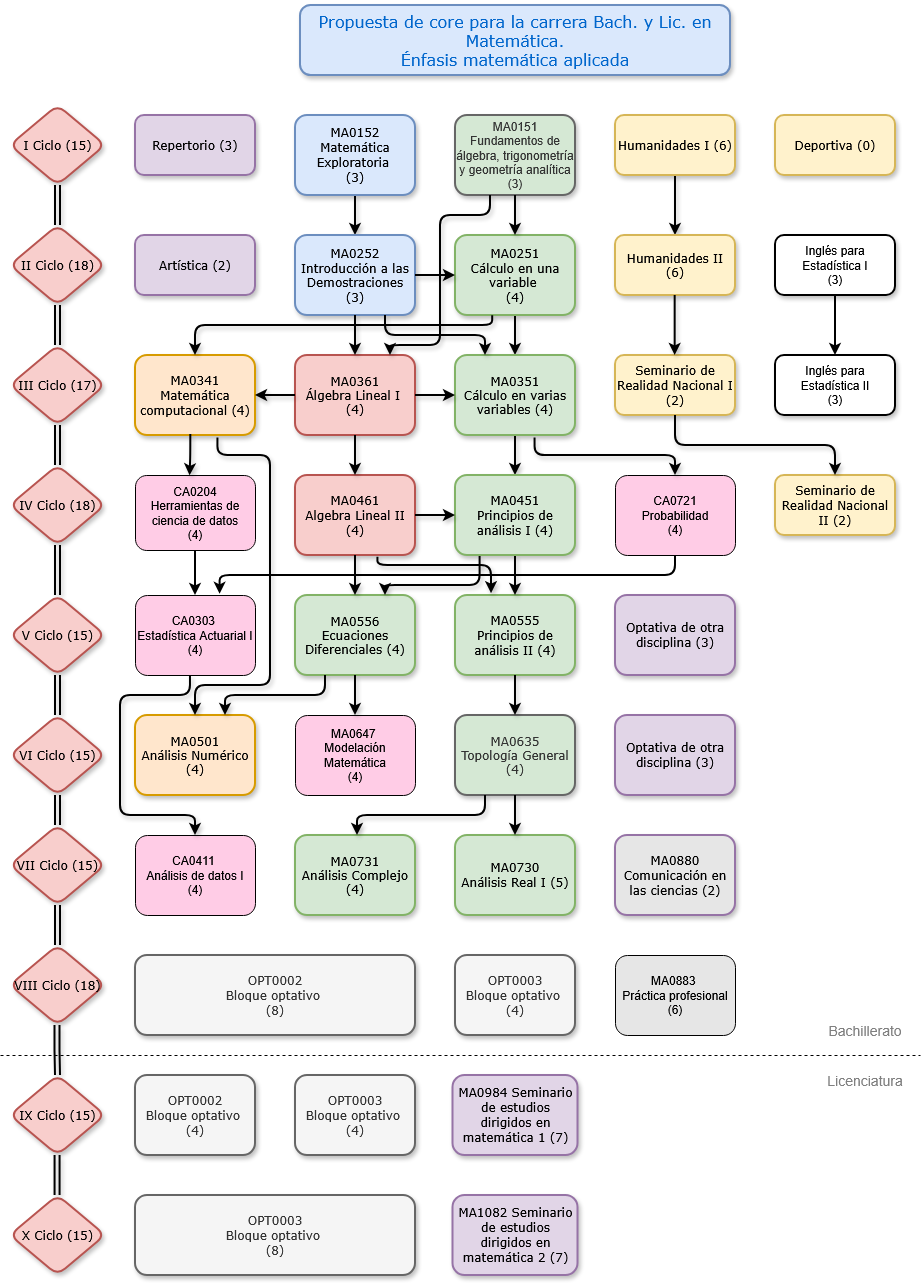 Propuesta de core para la carrera Bach. y Lic. en
Matemática.
Énfasis matemática aplicada
I Ciclo (15)
Repertorio (3)
MA0152
Matemática
Exploratoria
(3)
MA0151
Fundamentos de
álgebra, trigonometría
y geometría analítica
(3)
Humanidades I (6)
Deportiva (0)
II Ciclo (18)
Artística (2)
MA0252
Introducción a las
Demostraciones
(3)
MA0251
Cálculo en una
variable
(4)
Humanidades II
(6)
Inglés para
Estadística I
(3)
III Ciclo (17)
MA0341
Matemática
computacional (4)
MA0361
Álgebra Lineal I
(4)
MA0351
Cálculo en varias
variables (4)
Seminario de
Realidad Nacional I
(2)
Inglés para
Estadística II
(3)
IV Ciclo (18)
CA0204
Herramientas de
ciencia de datos
(4)
MA0461
Algebra Lineal II
(4)
MA0451
Principios de
análisis I (4)
CA0721
Probabilidad
(4)
Seminario de
Realidad Nacional
II (2)
V Ciclo (15)
CA0303
Estadística Actuarial I
(4)
MA0556
Ecuaciones
Diferenciales (4)
MA0555
Principios de
análisis II (4)
Optativa de otra
disciplina (3)
VI Ciclo (15)
MA0501
Análisis Numérico
(4)
MA0647
Modelación
Matemática
(4)
MA0635
Topología General
(4)
Optativa de otra
disciplina (3)
VII Ciclo (15)
CA0411
Análisis de datos I
(4)
MA0731
Análisis Complejo
(4)
MA0730
Análisis Real I (5)
MA0880
Comunicación en
las ciencias (2)
VIII Ciclo (18)
OPT0002
Bloque optativo
(8)
OPT0003
Bloque optativo
(4)
MA0883
Práctica profesional
(6)
Bachillerato
Licenciatura
IX Ciclo (15)
OPT0002
Bloque optativo
(4)
OPT0003
Bloque optativo
(4)
MA0984 Seminario
de estudios
dirigidos en
matemática 1 (7)
X Ciclo (15)
OPT0003
Bloque optativo
(8)
MA1082 Seminario
de estudios
dirigidos en
matemática 2 (7)